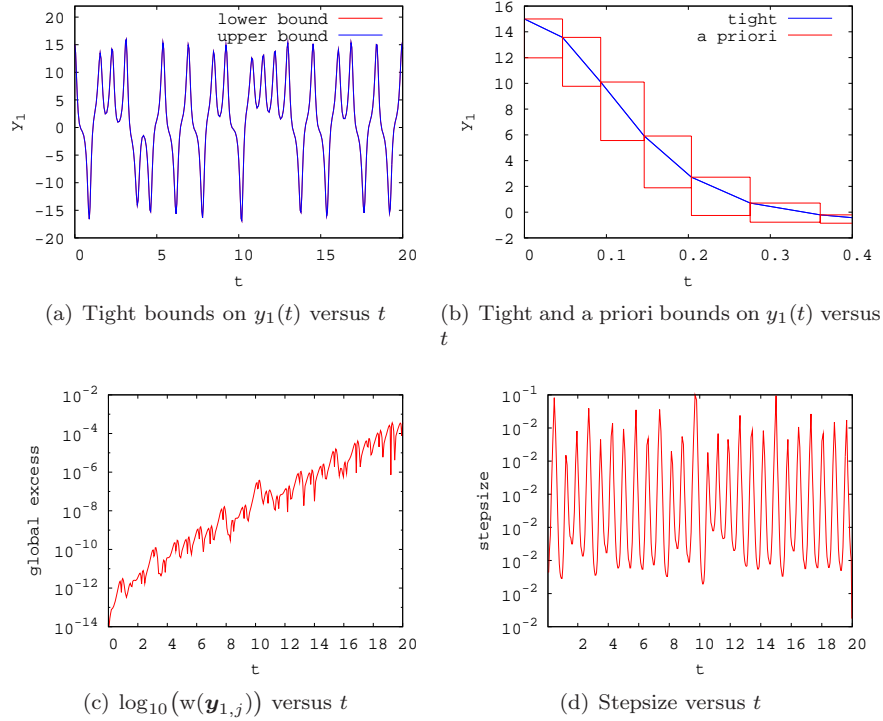 20
15
10
5
0
−5
−10
−15
−20
y1
0 5 10 15 20
t
lower bound
upper bound
(a) Tight bounds on y1(t) versus t
16
14
12
10
8
6
4
2
0
−2
y1
0 0.1 0.2 0.3 0.4
t
tight
a priori
(b) Tight and a priori bounds on y1(t) versus
t
10−2
10−4
10−6
10−8
10−10
10−12
10−14
global excess
0 2 4 6 8 10 12 14 16 18 20
t
(c) log10(w(y1,j)) versus t
10−1
10−2
10−2
10−2
10−2
10−2
10−2
10−2
stepsize
2 4 6 8 10 12 14 16 18 20
t
(d) Stepsize versus t